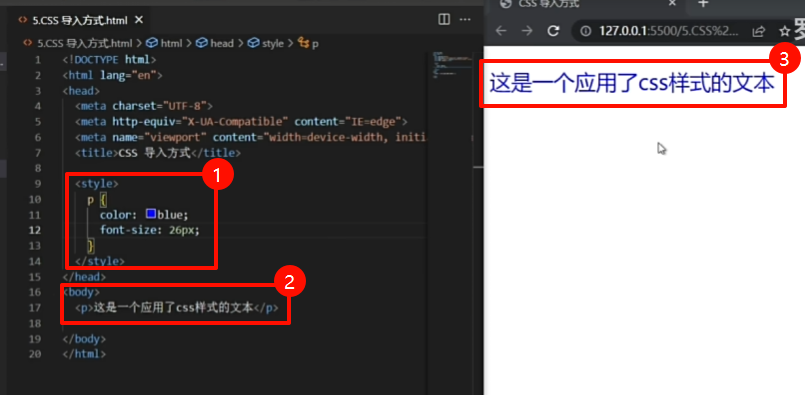 5.CSS 导入方式.html
CSS 导入方式
127.0.0.1:5500/5.CSS%2...
5.CSS 导入方式.html > html > head > style > p
1 <!DOCTYPE html>
2 <html lang="en">
3 <head>
4 <meta charset="UTF-8">
5 <meta http-equiv="X-UA-Compatible" content="IE=edge">
6 <meta name="viewport" content="width=device-width, initi
7 <title>CSS 导入方式</title>
8
9 <style>
10 p {
11 color: blue;
12 font-size: 26px;
13 }
14 </style>
15 </head>
16 <body>
17 <p>这是一个应用了css样式的文本</p>
18
19 </body>
20 </html>
1
2
3
这是一个应用了css样式的文本